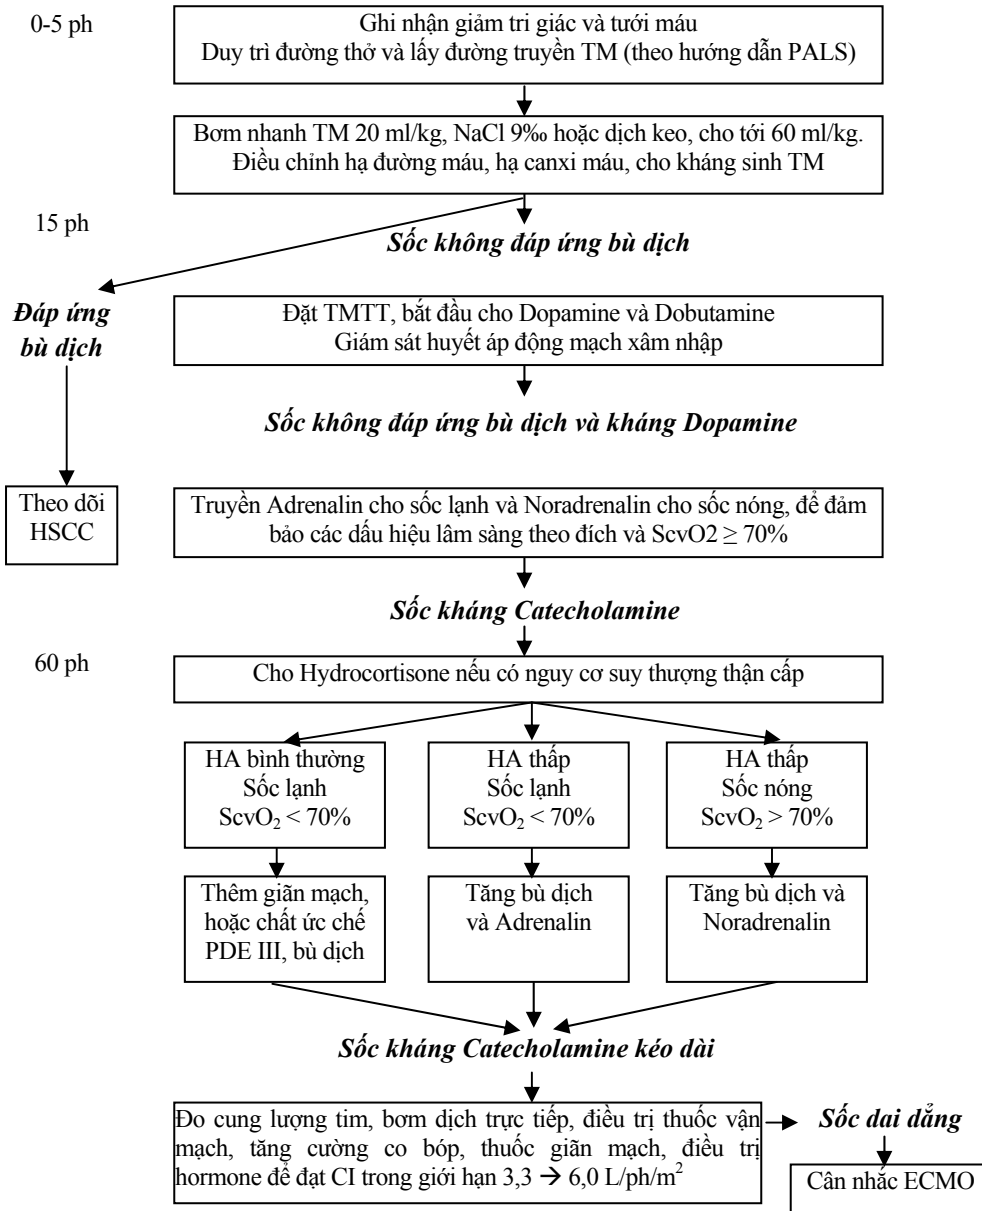 0-5 ph
Ghi nhận giảm tri giác và tưới máu
Duy trì đường thở và lấy đường truyền TM (theo hướng dẫn PALS)
Bơm nhanh TM 20 ml/kg, NaCl 9‰ hoặc dịch keo, cho tới 60 ml/kg.
Điều chỉnh hạ đường máu, hạ canxi máu, cho kháng sinh TM
15 ph
Sốc không đáp ứng bù dịch
Đáp ứng
bù dịch
Đặt TMTT, bắt đầu cho Dopamine và Dobutamine
Giám sát huyết áp động mạch xâm nhập
Sốc không đáp ứng bù dịch và kháng Dopamine
Theo dõi
HSCC
Truyền Adrenalin cho sốc lạnh và Noradrenalin cho sốc nóng, để đảm
bảo các dấu hiệu lâm sàng theo đích và ScvO2 ≥ 70%
Sốc kháng Catecholamine
60 ph
Cho Hydrocortisone nếu có nguy cơ suy thượng thận cấp
HA bình thường
Sốc lạnh
ScvO₂ < 70%
HA thấp
Sốc lạnh
ScvO₂ < 70%
HA thấp
Sốc nóng
ScvO₂ > 70%
Thêm giãn mạch,
hoặc chất ức chế
PDE III, bù dịch
Tăng bù dịch
và Adrenalin
Tăng bù dịch và
Noradrenalin
Sốc kháng Catecholamine kéo dài
Đo cung lượng tim, bơm dịch trực tiếp, điều trị thuốc vận
mạch, tăng cường co bóp, thuốc giãn mạch, điều trị
hormone để đạt CI trong giới hạn 3,3 → 6,0 L/ph/m²
Sốc dai dẳng
Cân nhắc ECMO